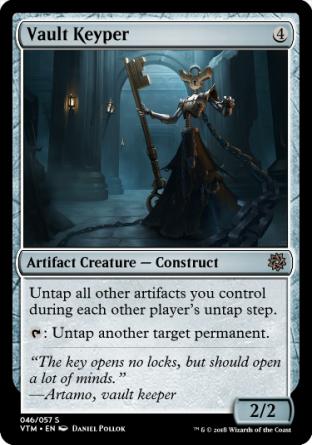 Vault Keyper 4
Artifact Creature — Construct
Untap all other artifacts you control
during each other player's untap step.
: Untap another target permanent.
"The key opens no locks, but should open
a lot of minds."
—Artamo, vault keeper
2/2
046/057 S
VTM • EN Daniel Pollok
™ & © 2018 Wizards of the Coast